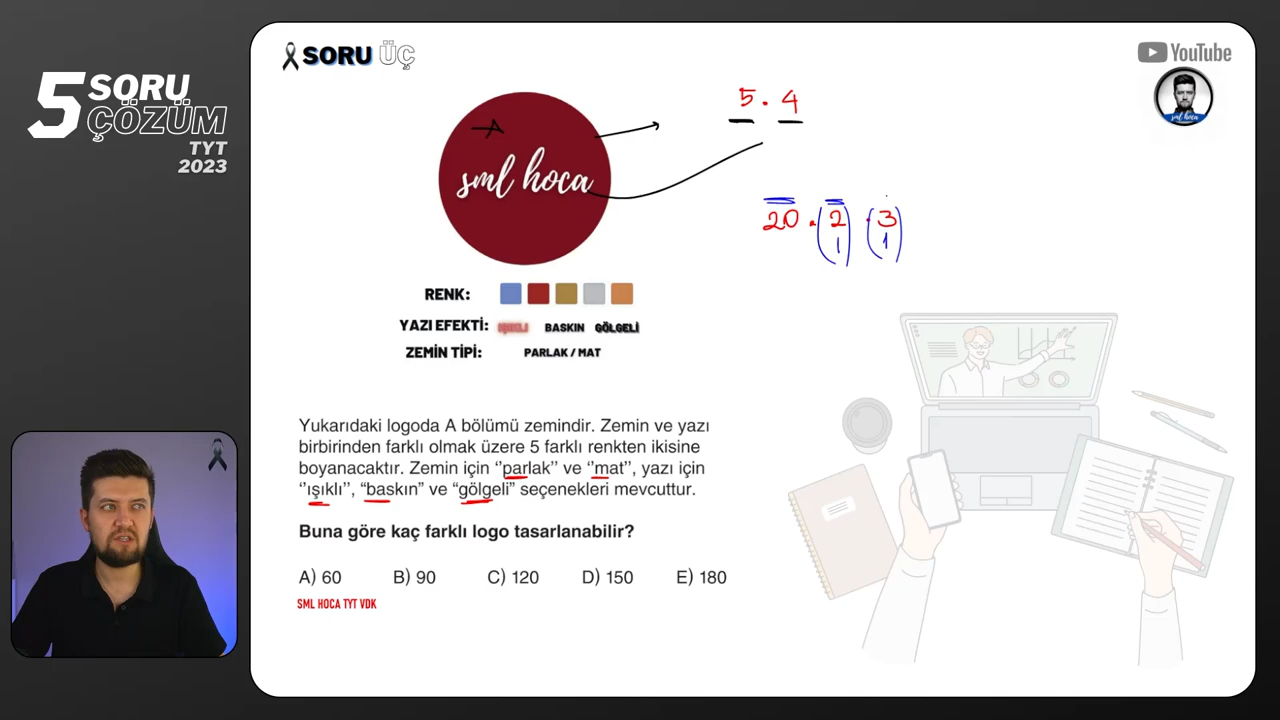 5 SORU
ÇÖZÜM
TYT
2023
SORU ÜÇ
YouTube
sml hoca
5 . 4
A
sml hoca
20 . (2 1) . (3 1)
RENK:
YAZI EFEKTİ: IŞIKLI BASKIN GÖLGELİ
ZEMİN TİPİ: PARLAK / MAT
Yukarıdaki logoda A bölümü zemindir. Zemin ve yazı
birbirinden farklı olmak üzere 5 farklı renkten ikisine
boyanacaktır. Zemin için ‘‘parlak’’ ve ‘‘mat’’, yazı için
‘‘ışıklı’’, “baskın” ve “gölgeli” seçenekleri mevcuttur.
Buna göre kaç farklı logo tasarlanabilir?
A) 60 B) 90 C) 120 D) 150 E) 180
SML HOCA TYT VDK